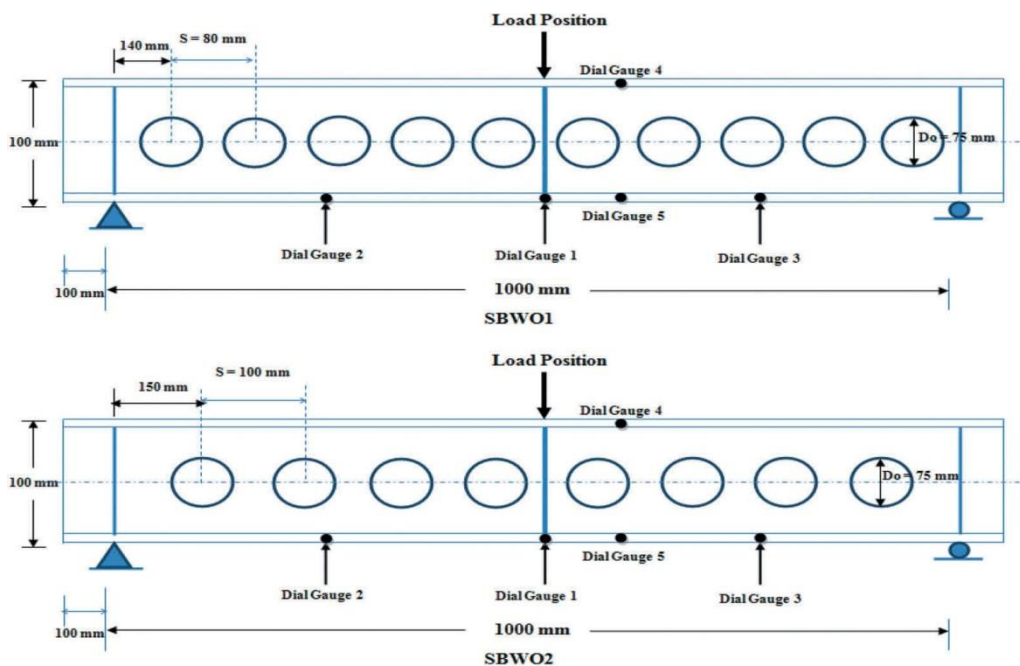 Load Position
S = 80 mm
140 mm
Dial Gauge 4
100 mm
Do = 75 mm
Dial Gauge 5
Dial Gauge 2
Dial Gauge 1
Dial Gauge 3
100 mm
1000 mm
SBWO1
Load Position
S = 100 mm
150 mm
Dial Gauge 4
100 mm
Do = 75 mm
Dial Gauge 5
Dial Gauge 2
Dial Gauge 1
Dial Gauge 3
100 mm
1000 mm
SBWO2